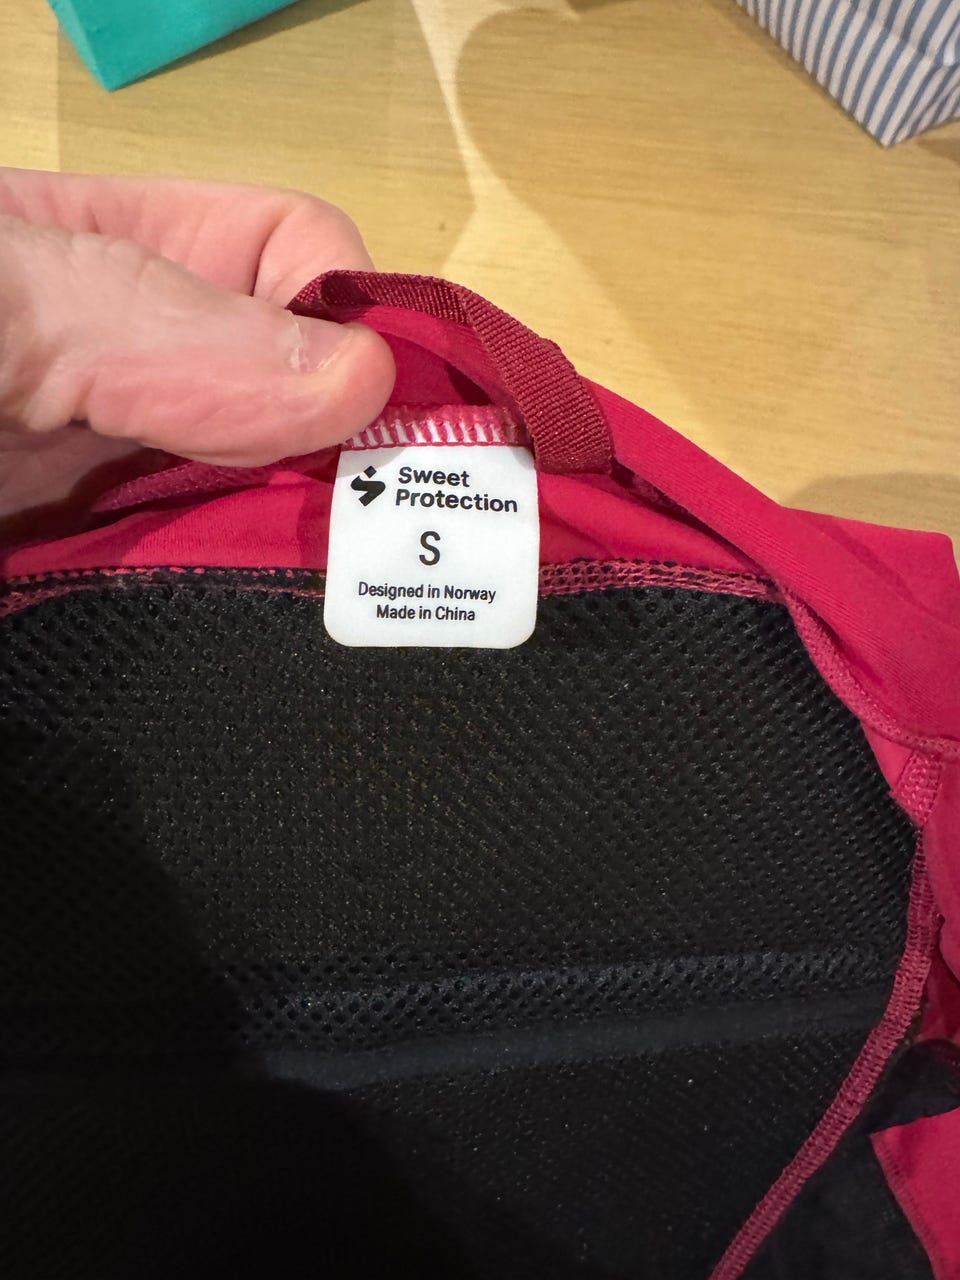 Sweet
Protection
S
Designed in Norway
Made in China